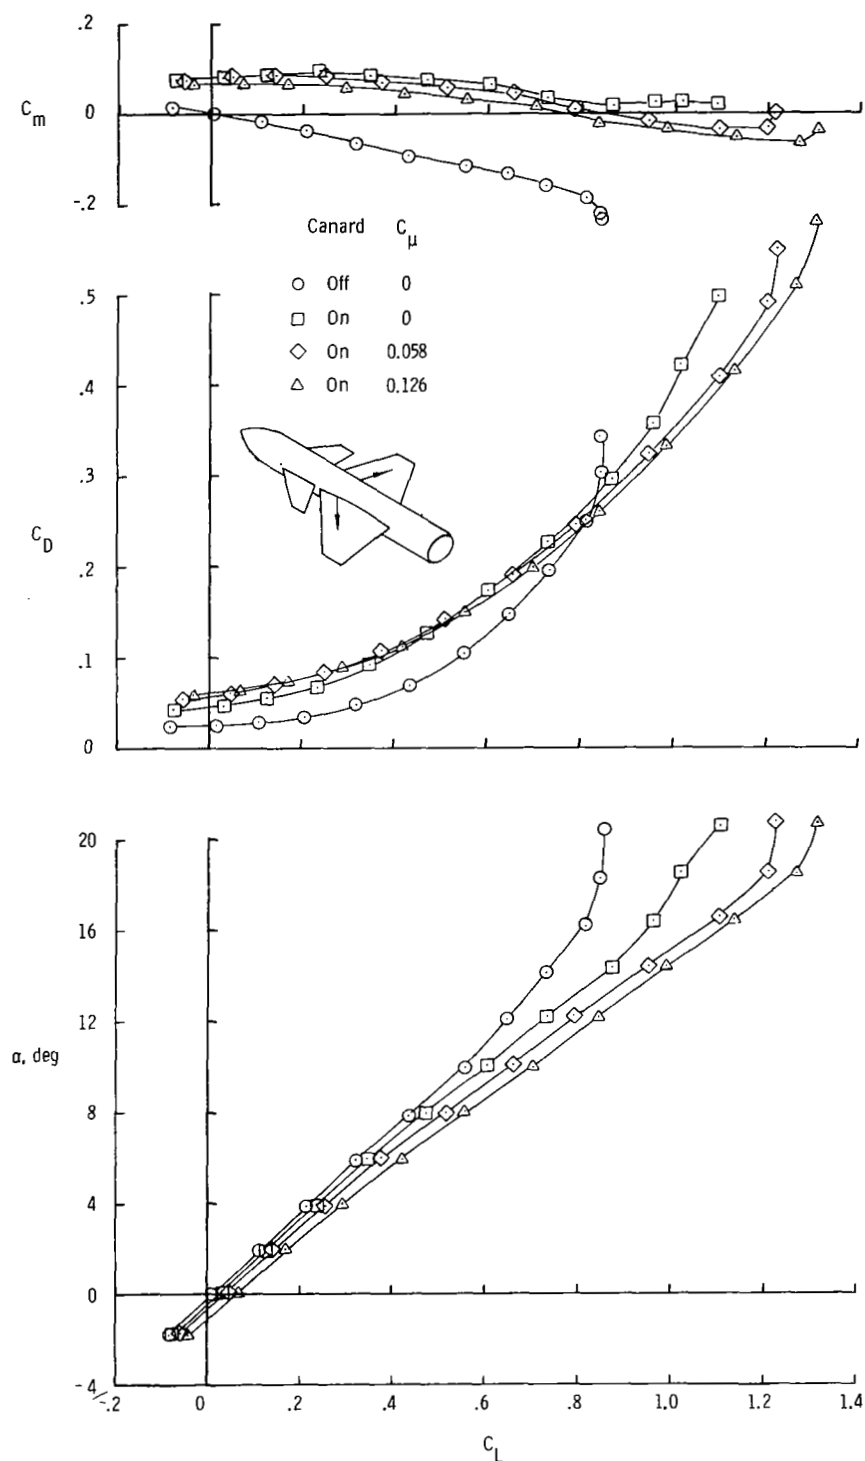 .2
C_m
0
-.2
Canard C_μ
Off 0
On 0
On 0.058
On 0.126
.5
.4
.3
C_D
.2
.1
0
20
16
12
α, deg
8
4
0
-4
-.2 0 .2 .4 .6 .8 1.0 1.2 1.4
C_L